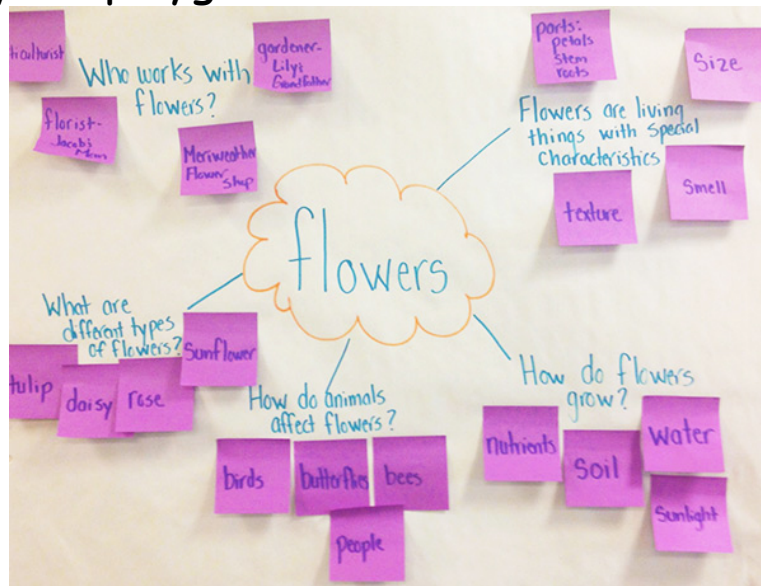 ticulturist
Who works with
flowers?
gardener-
Lily's
Grandfather
florist-
Jacob's
Mom
Meriweather
Flower
Shop
parts:
petals
stem
roots
Size
Flowers are living
things with special
characteristics
texture
Smell
flowers
What are
different types
of flowers?
Sunflower
tulip
daisy
rose
How do animals
affect flowers?
birds
butterflies
bees
people
How do flowers
grow?
nutrients
Soil
water
Sunlight